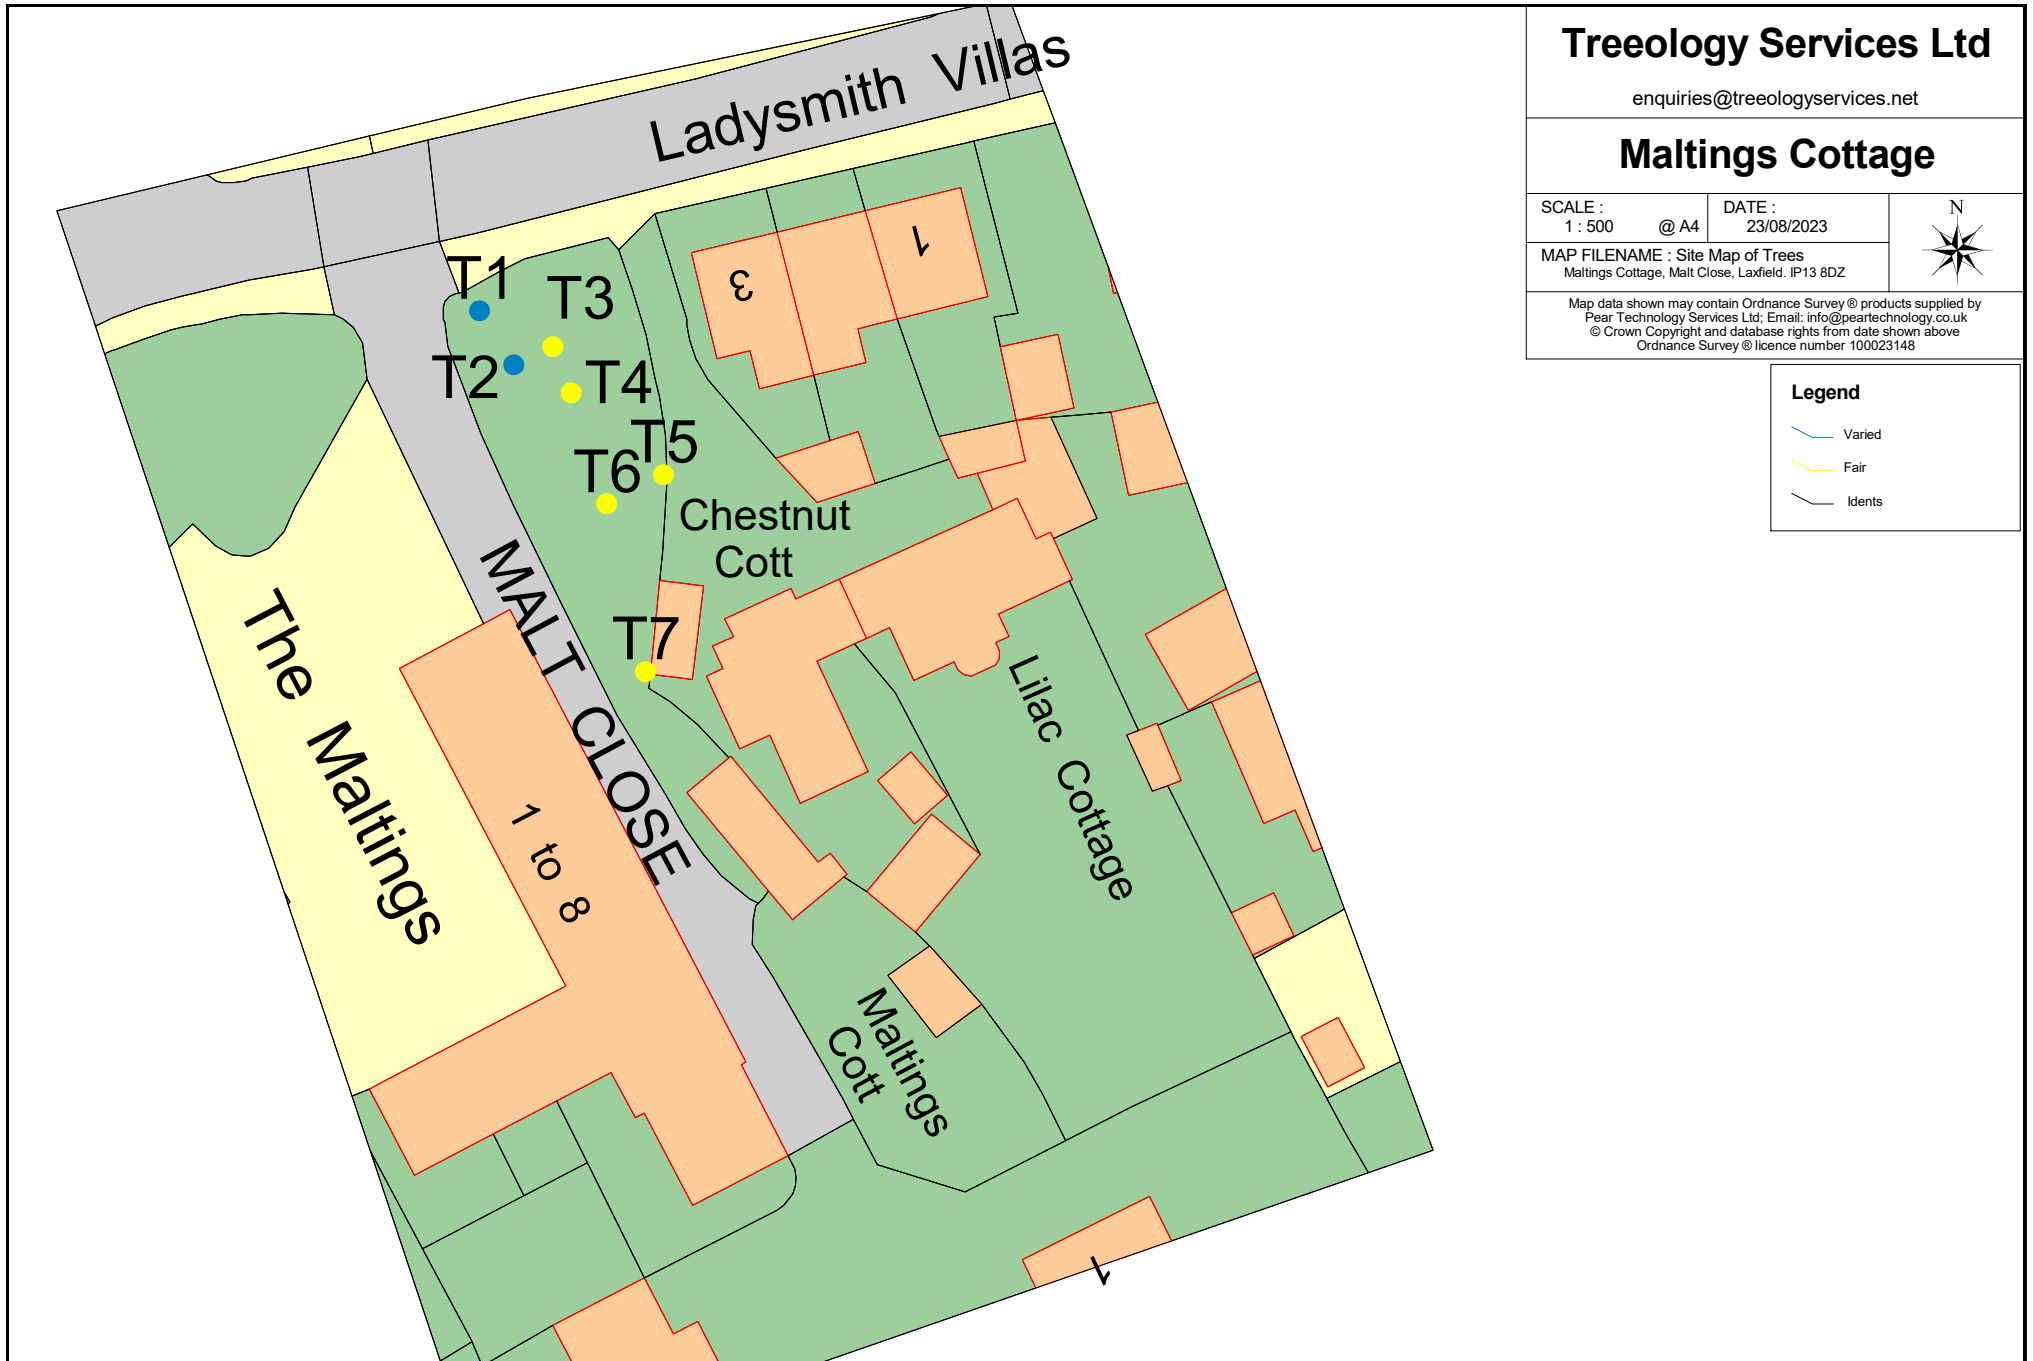 Treeology Services Ltd
enquiries@treeologyservices.net
Maltings Cottage
SCALE :
1 : 500 @ A4
DATE :
23/08/2023
N
MAP FILENAME : Site Map of Trees
Maltings Cottage, Malt Close, Laxfield. IP13 8DZ
Map data shown may contain Ordnance Survey ® products supplied by
Pear Technology Services Ltd; Email: info@peartechnology.co.uk
© Crown Copyright and database rights from date shown above
Ordnance Survey ® licence number 100023148
Legend
Varied
Fair
Idents
Ladysmith Villas
T1
T3
T2
T4
T5
T6
T7
3
1
Chestnut
Cott
MALT CLOSE
The Maltings
1 to 8
Lilac Cottage
Maltings
Cott
1